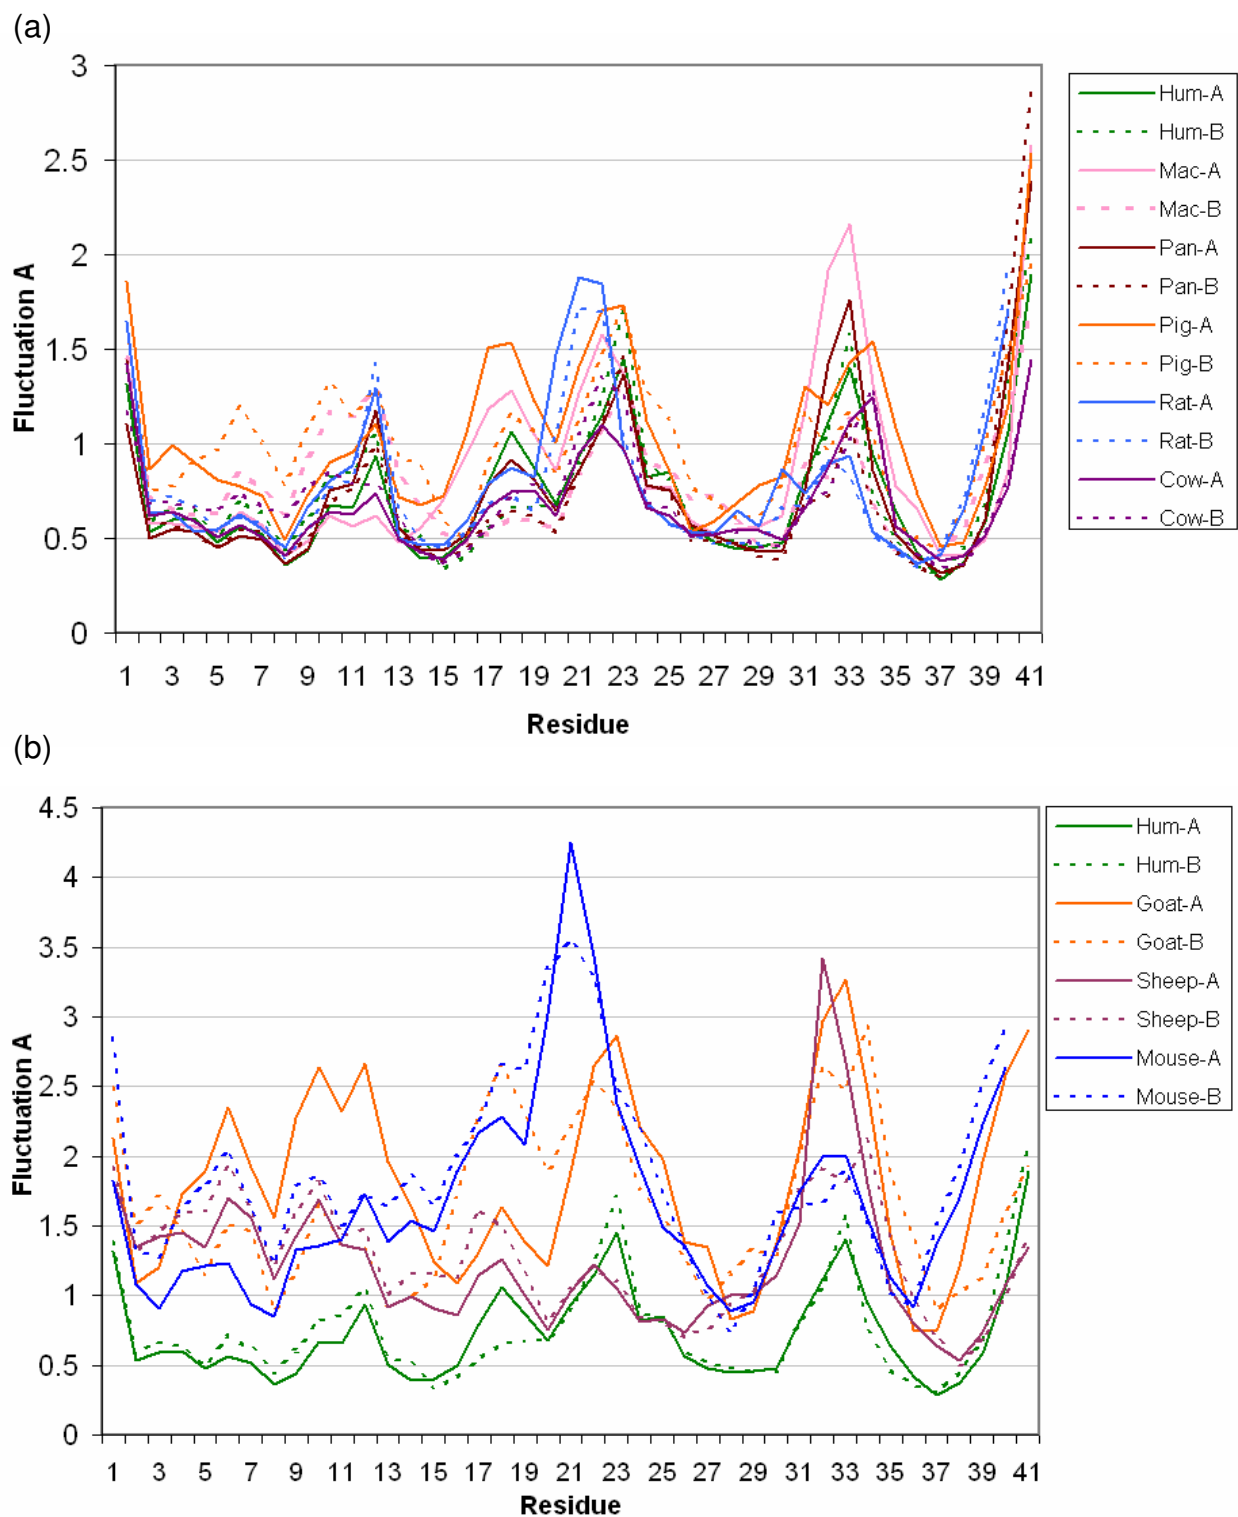 (a)
3
2.5
2
1.5
1
0.5
0
Fluctuation A
1 3 5 7 9 11 13 15 17 19 21 23 25 27 29 31 33 35 37 39 41
Residue
Hum-A
Hum-B
Mac-A
Mac-B
Pan-A
Pan-B
Pig-A
Pig-B
Rat-A
Rat-B
Cow-A
Cow-B
(b)
4.5
4
3.5
3
2.5
2
1.5
1
0.5
0
Fluctuation A
1 3 5 7 9 11 13 15 17 19 21 23 25 27 29 31 33 35 37 39 41
Residue
Hum-A
Hum-B
Goat-A
Goat-B
Sheep-A
Sheep-B
Mouse-A
Mouse-B